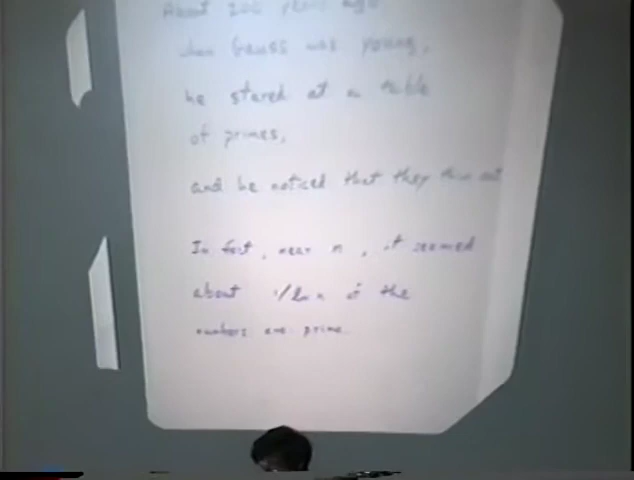 About 200 years ago
when Gauss was young,
he stared at a table
of primes,
and he noticed that they thin out
In fact, near n, it seemed
about 1/ln n of the
numbers are prime.